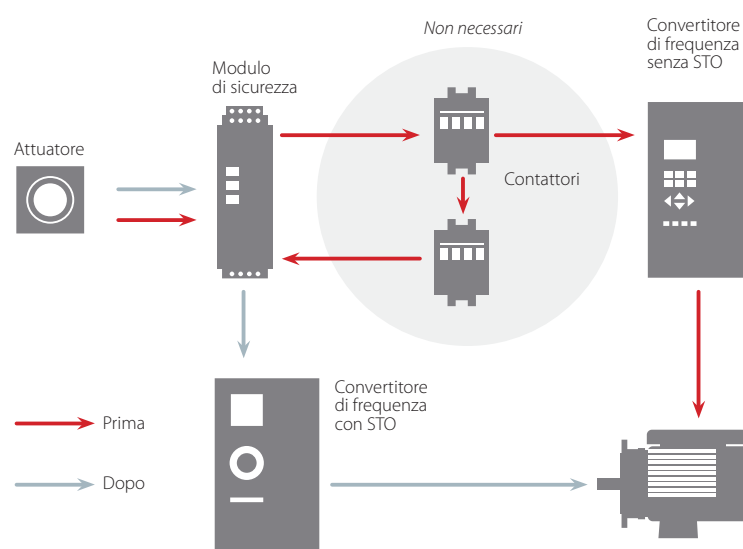 Non necessari
Convertitore
di frequenza
senza STO
Modulo
di sicurezza
Attuatore
Contattori
Convertitore
di frequenza
con STO
Prima
Dopo